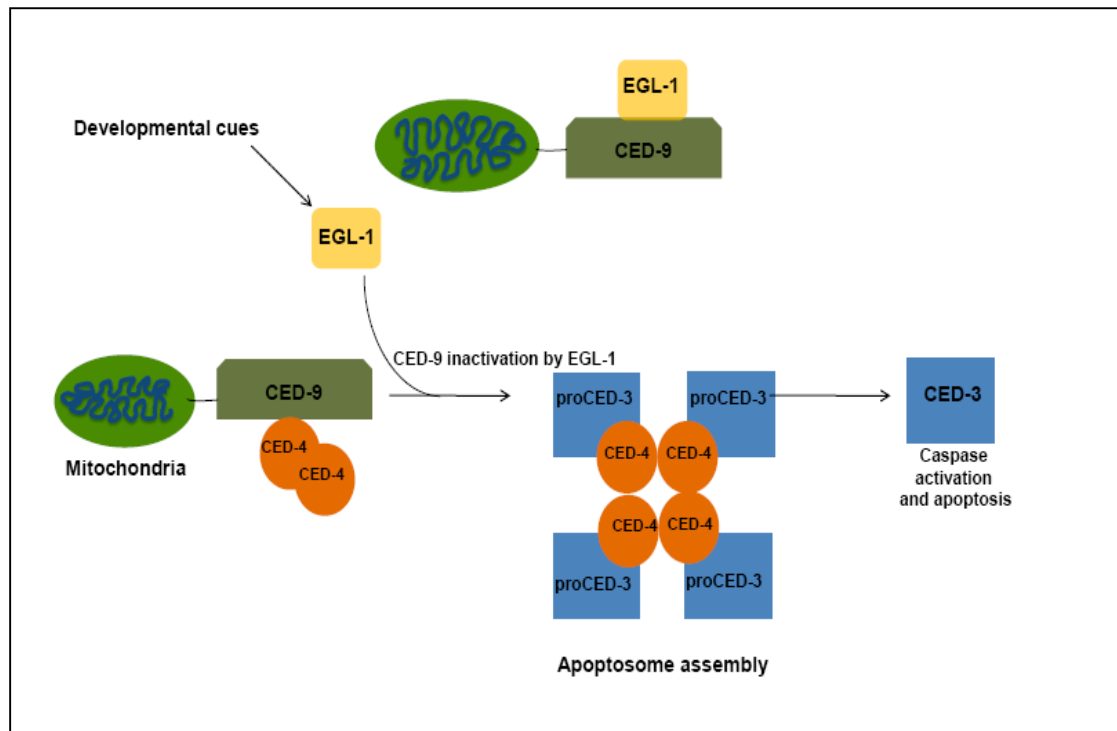 EGL-1
Developmental cues
CED-9
EGL-1
CED-9 inactivation by EGL-1
CED-9
proCED-3
proCED-3
CED-3
CED-4
CED-4
CED-4
CED-4
Mitochondria
Caspase
activation
and apoptosis
CED-4
CED-4
proCED-3
proCED-3
Apoptosome assembly